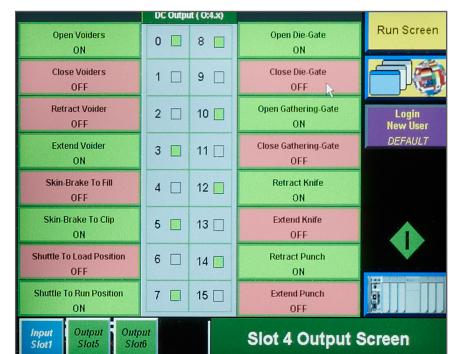 DC Output ( O:4.x)
Open Voiders
ON
0
8
Open Die-Gate
ON
Run Screen
Close Voiders
OFF
1
9
Close Die-Gate
OFF
Retract Voider
ON
2
10
Open Gathering-Gate
ON
Login
New User
DEFAULT
Extend Voider
ON
3
11
Close Gathering-Gate
OFF
Skin-Brake To Fill
OFF
4
12
Retract Knife
ON
Skin-Brake To Clip
ON
5
13
Extend Knife
OFF
Shuttle To Load Position
OFF
6
14
Retract Punch
ON
Shuttle To Run Position
ON
7
15
Extend Punch
OFF
I
Input
Slot1
Output
Slot5
Output
Slot6
Slot 4 Output Screen